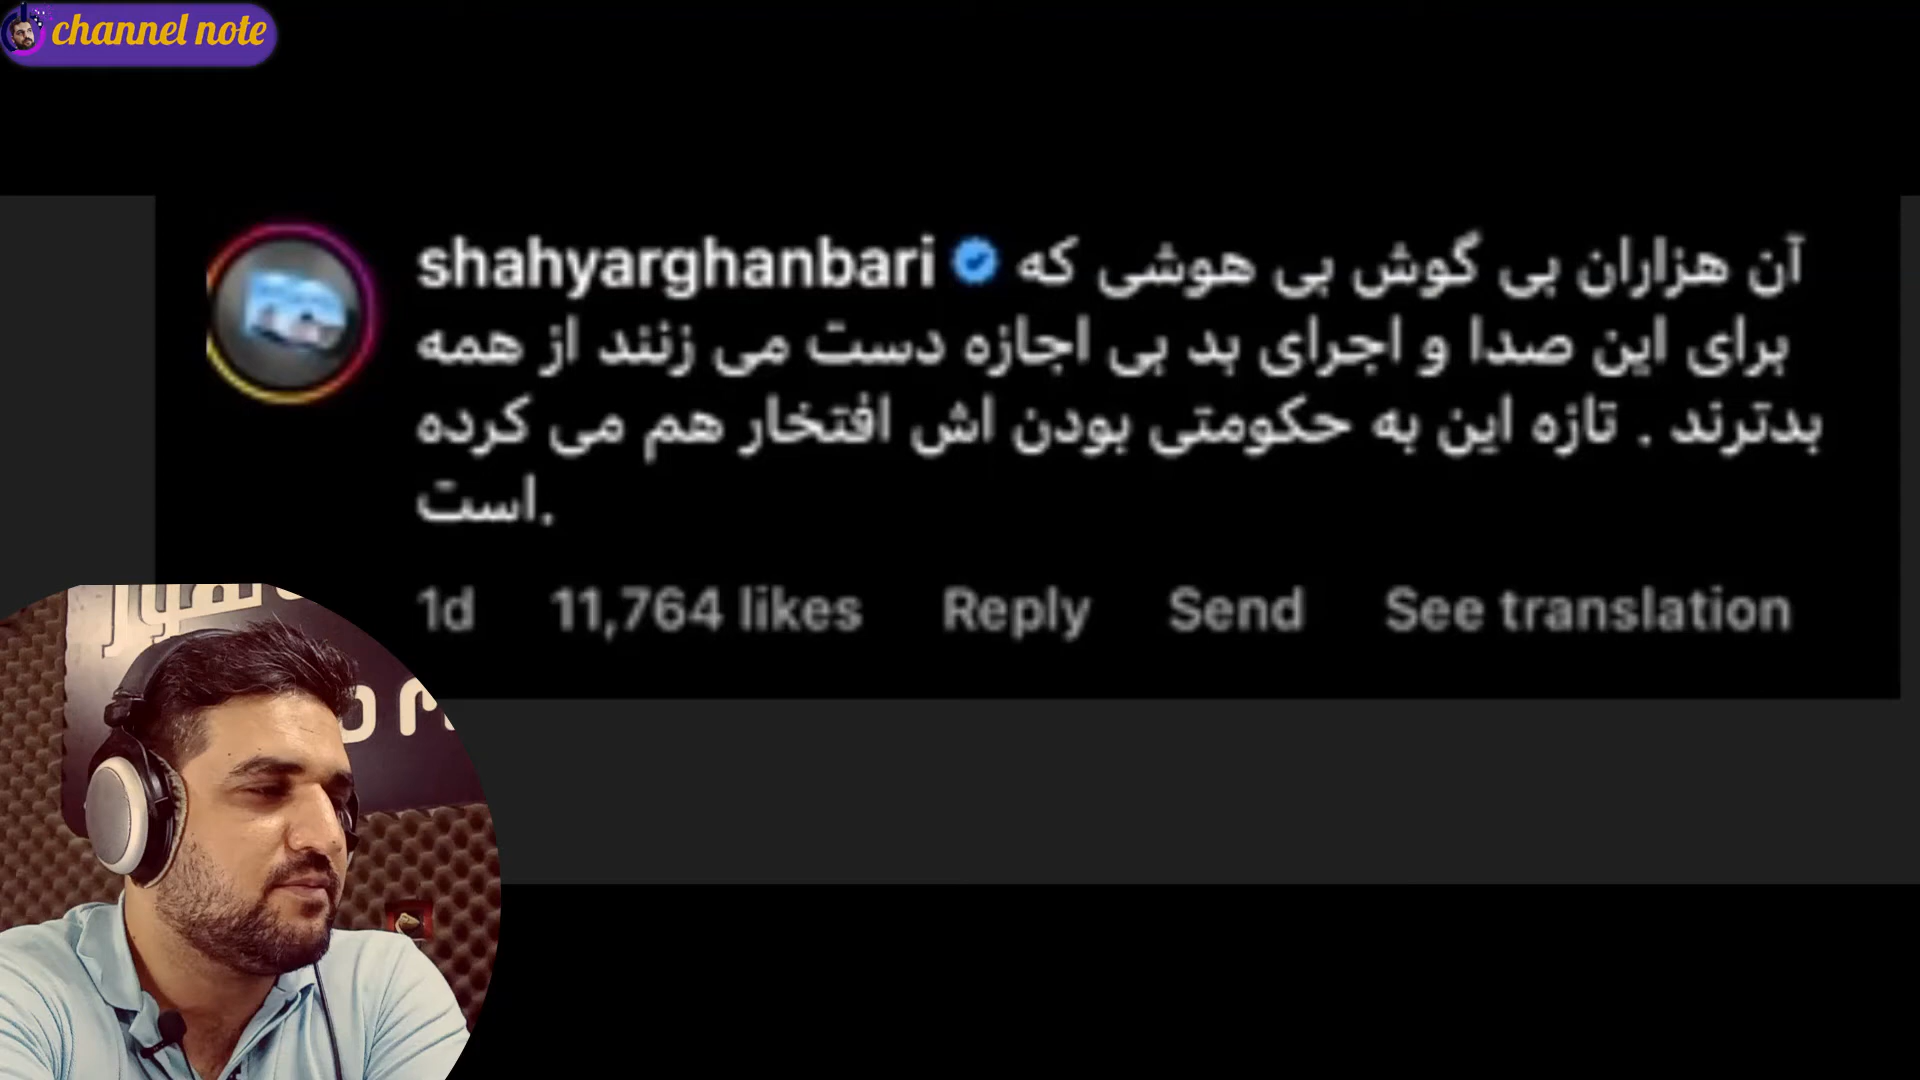 channel note
shahyarghanbari آن هزاران بی گوش بی هوشی که
برای این صدا و اجرای بد بی اجازه دست می زنند از همه
بدترند . تازه این به حکومتی بودن اش افتخار هم می کرده
است.
1d 11,764 likes Reply Send See translation